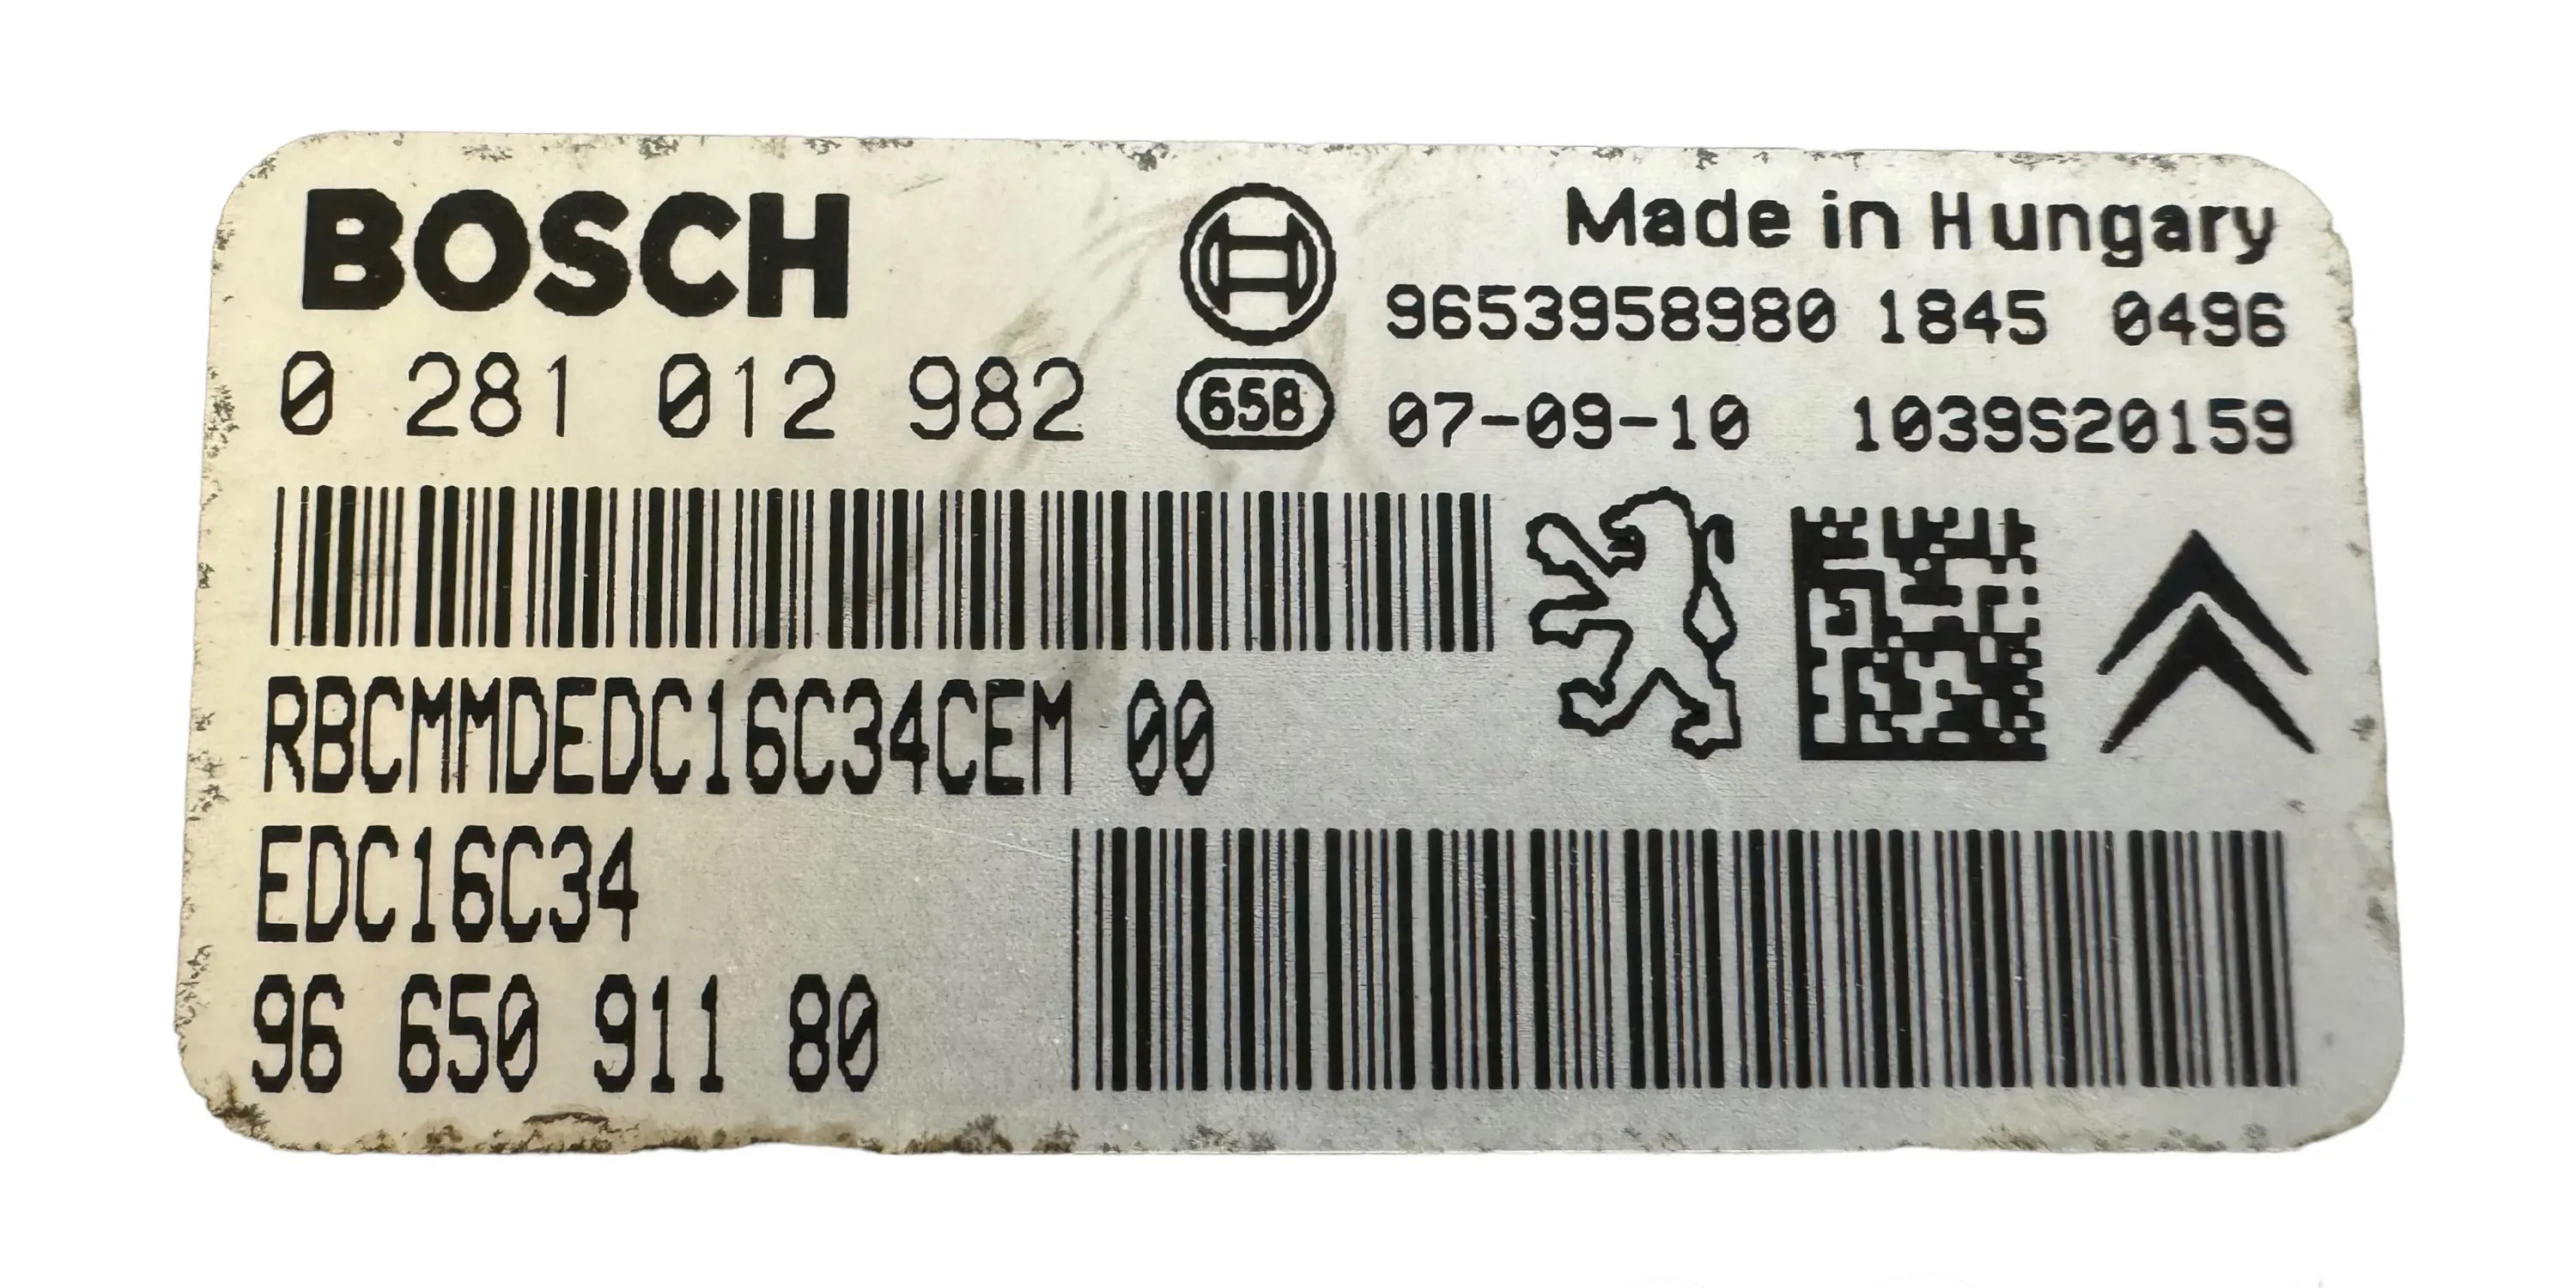 BOSCH
Made in Hungary
9653958980 1845 0496
0 281 012 982
65B
07-09-10 1039S20159
RBCMMDEDC16C34CEM 00
EDC16C34
96 650 911 80